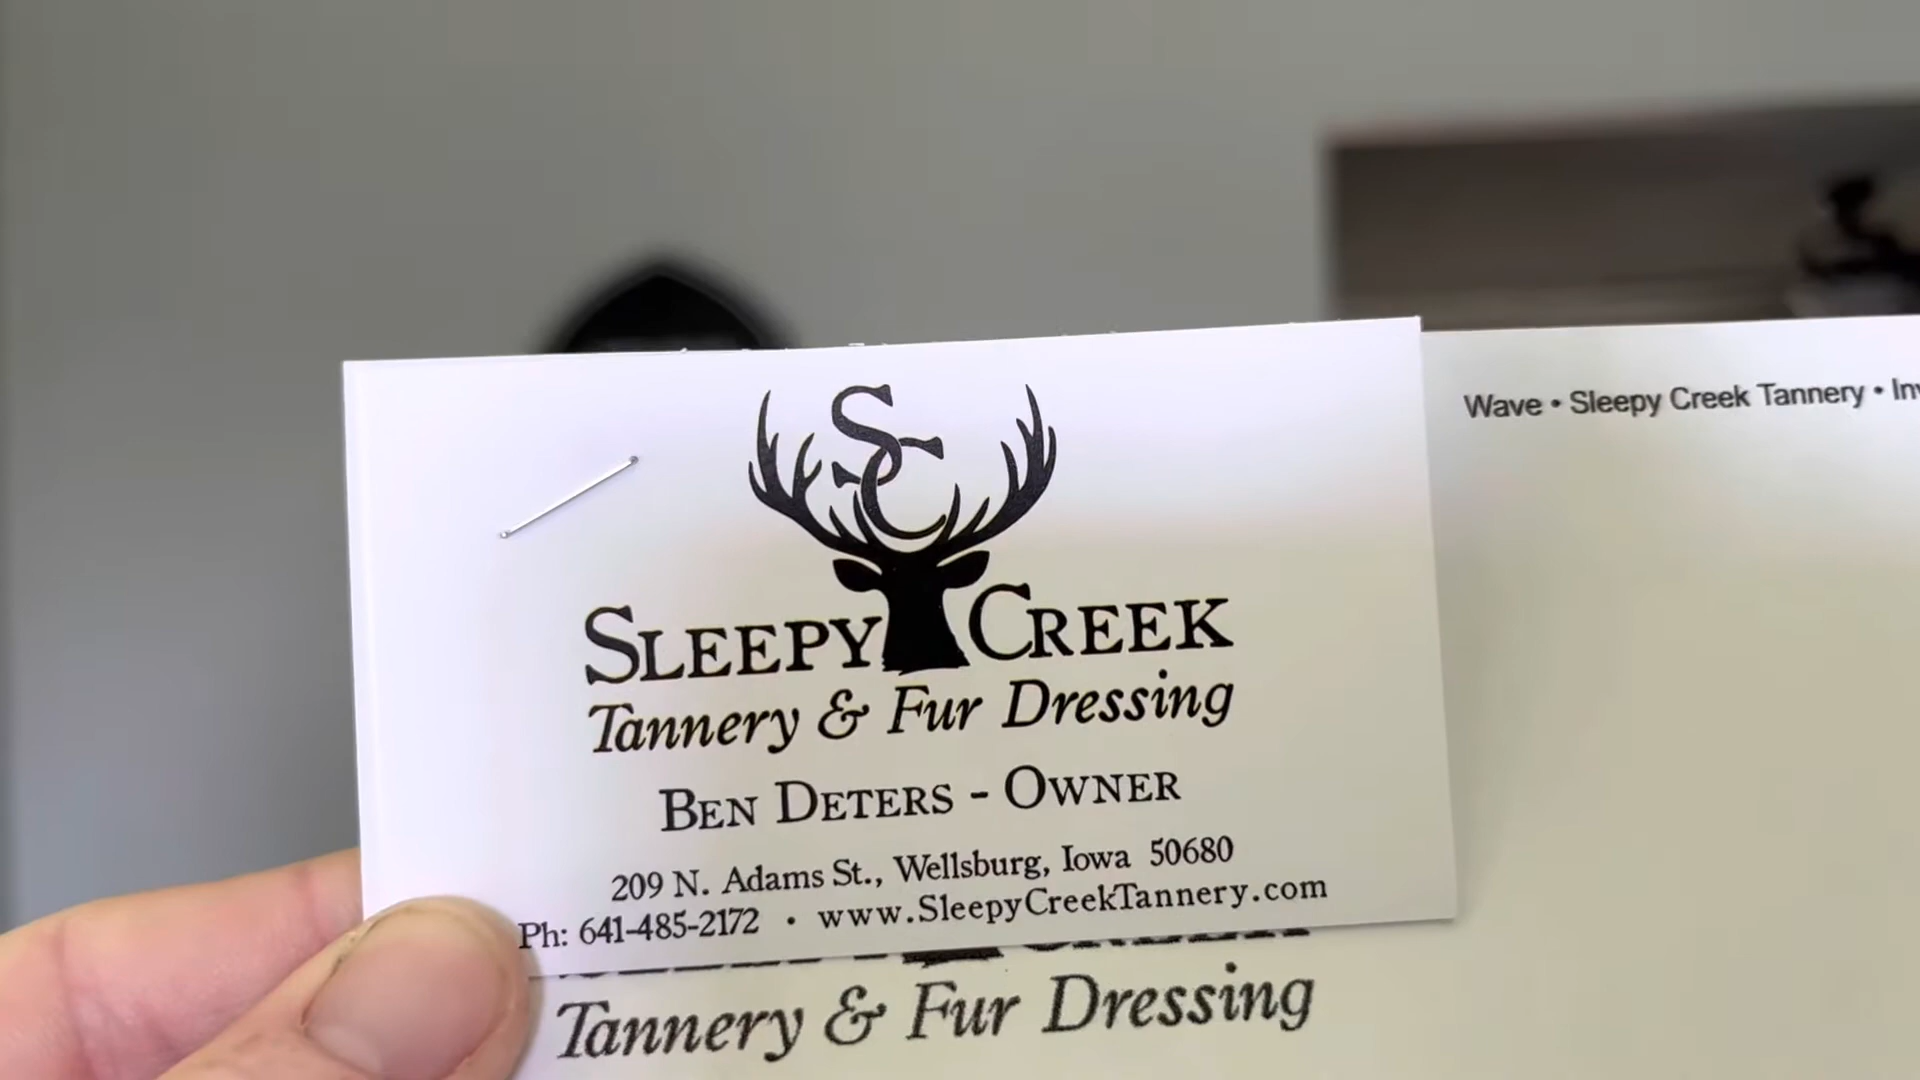 Wave • Sleepy Creek Tannery •
SC
SLEEPY CREEK
Tannery & Fur Dressing
BEN DETERS - OWNER
209 N. Adams St., Wellsburg, Iowa 50680
Ph: 641-485-2172 • www.SleepyCreekTannery.com
Tannery & Fur Dressing